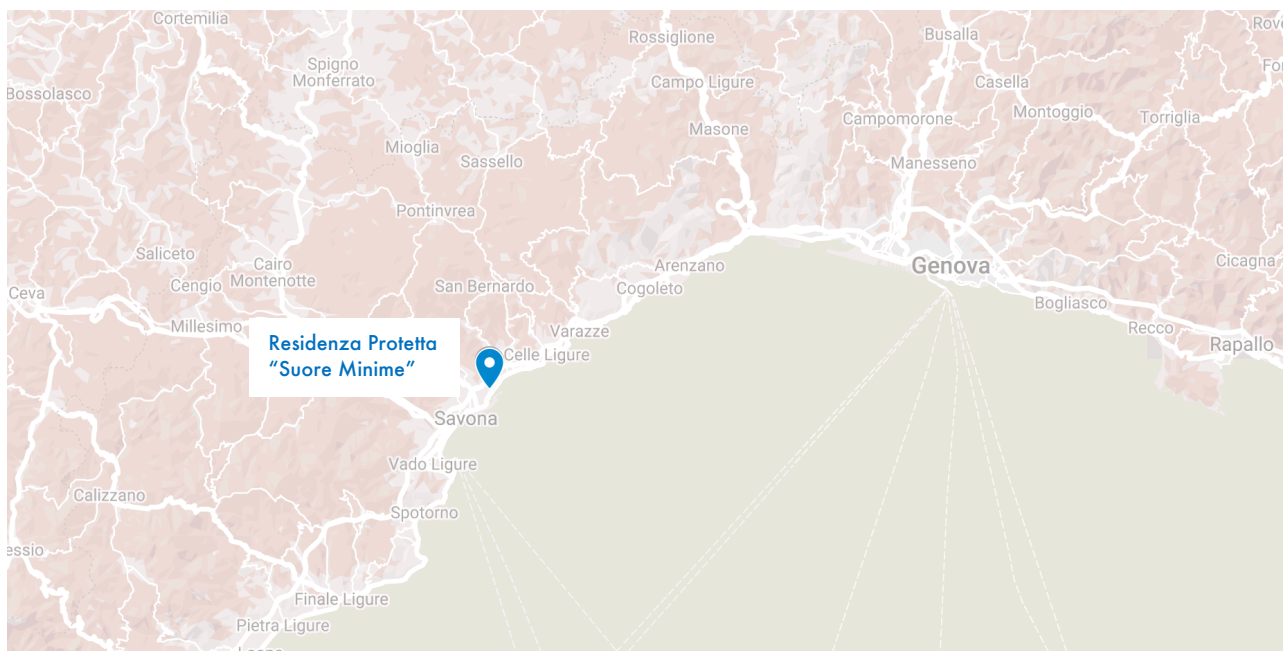 Cortemilia
Rossiglione
Busalla
Spigno
Monferrato
Campo Ligure
Casella
Bossolasco
Montoggio
Torriglia
Campomorone
Masone
Mioglia
Sassello
Manesseno
Pontinvrea
Saliceto
Cairo
Montenotte
Arenzano
Genova
Cicagna
Cengio
San Bernardo
Cogoleto
Ceva
Bogliasco
Millesimo
Varazze
Recco
Rapallo
Residenza Protetta
“Suore Minime”
Celle Ligure
Savona
Vado Ligure
Calizzano
Spotorno
Finale Ligure
Pietra Ligure